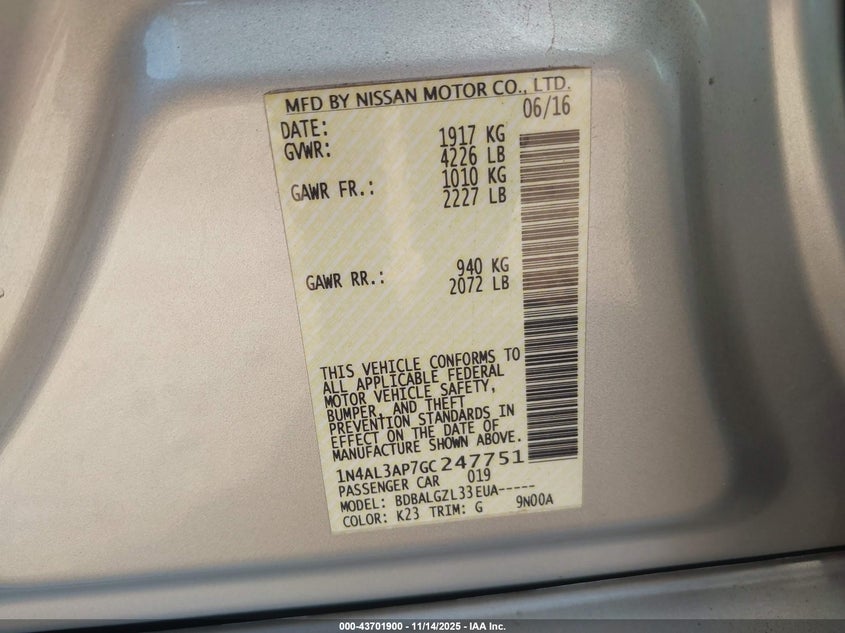 MFD BY NISSAN MOTOR CO., LTD.
DATE: 06/16
GVWR: 1917 KG
4226 LB
GAWR FR.: 1010 KG
2227 LB
GAWR RR.: 940 KG
2072 LB
THIS VEHICLE CONFORMS TO
ALL APPLICABLE FEDERAL
MOTOR VEHICLE SAFETY,
BUMPER, AND THEFT
PREVENTION STANDARDS IN
EFFECT ON THE DATE OF
MANUFACTURE SHOWN ABOVE.
1N4AL3AP7GC247751
PASSENGER CAR 019
MODEL: BDBALGZL33EUA-----
COLOR: K23 TRIM: G 9N00A
000-43701900 - 11/14/2025 - IAA Inc.